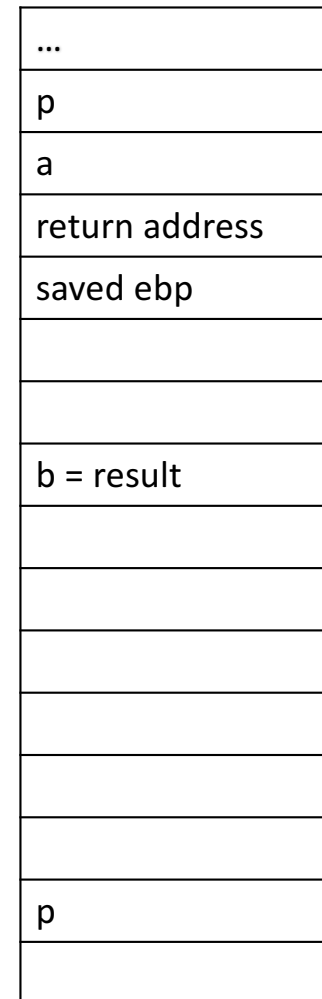 ...
p
a
return address
saved ebp
b = result
p